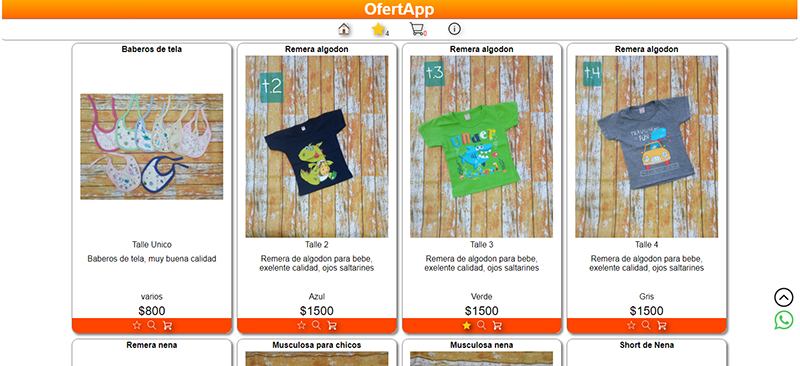 OfertApp
4
0
Baberos de tela
Talle Unico
Baberos de tela, muy buena calidad
varios
$800
Remera algodon
t.2
Talle 2
Remera de algodon para bebe,
exelente calidad, ojos saltarines
Azul
$1500
Remera algodon
t.3
Under
Talle 3
Remera de algodon para bebe,
exelente calidad, ojos saltarines
Verde
$1500
Remera algodon
t.4
FUN
Talle 4
Remera de algodon para bebe,
exelente calidad, ojos saltarines
Gris
$1500
Remera nena
Musculosa para chicos
Musculosa nena
Short de Nena